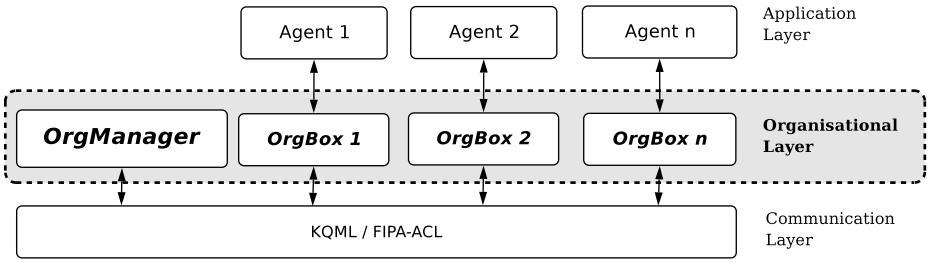 Agent 1
Agent 2
Agent n
Application
Layer
OrgManager
OrgBox 1
OrgBox 2
OrgBox n
Organisational
Layer
KQML / FIPA-ACL
Communication
Layer